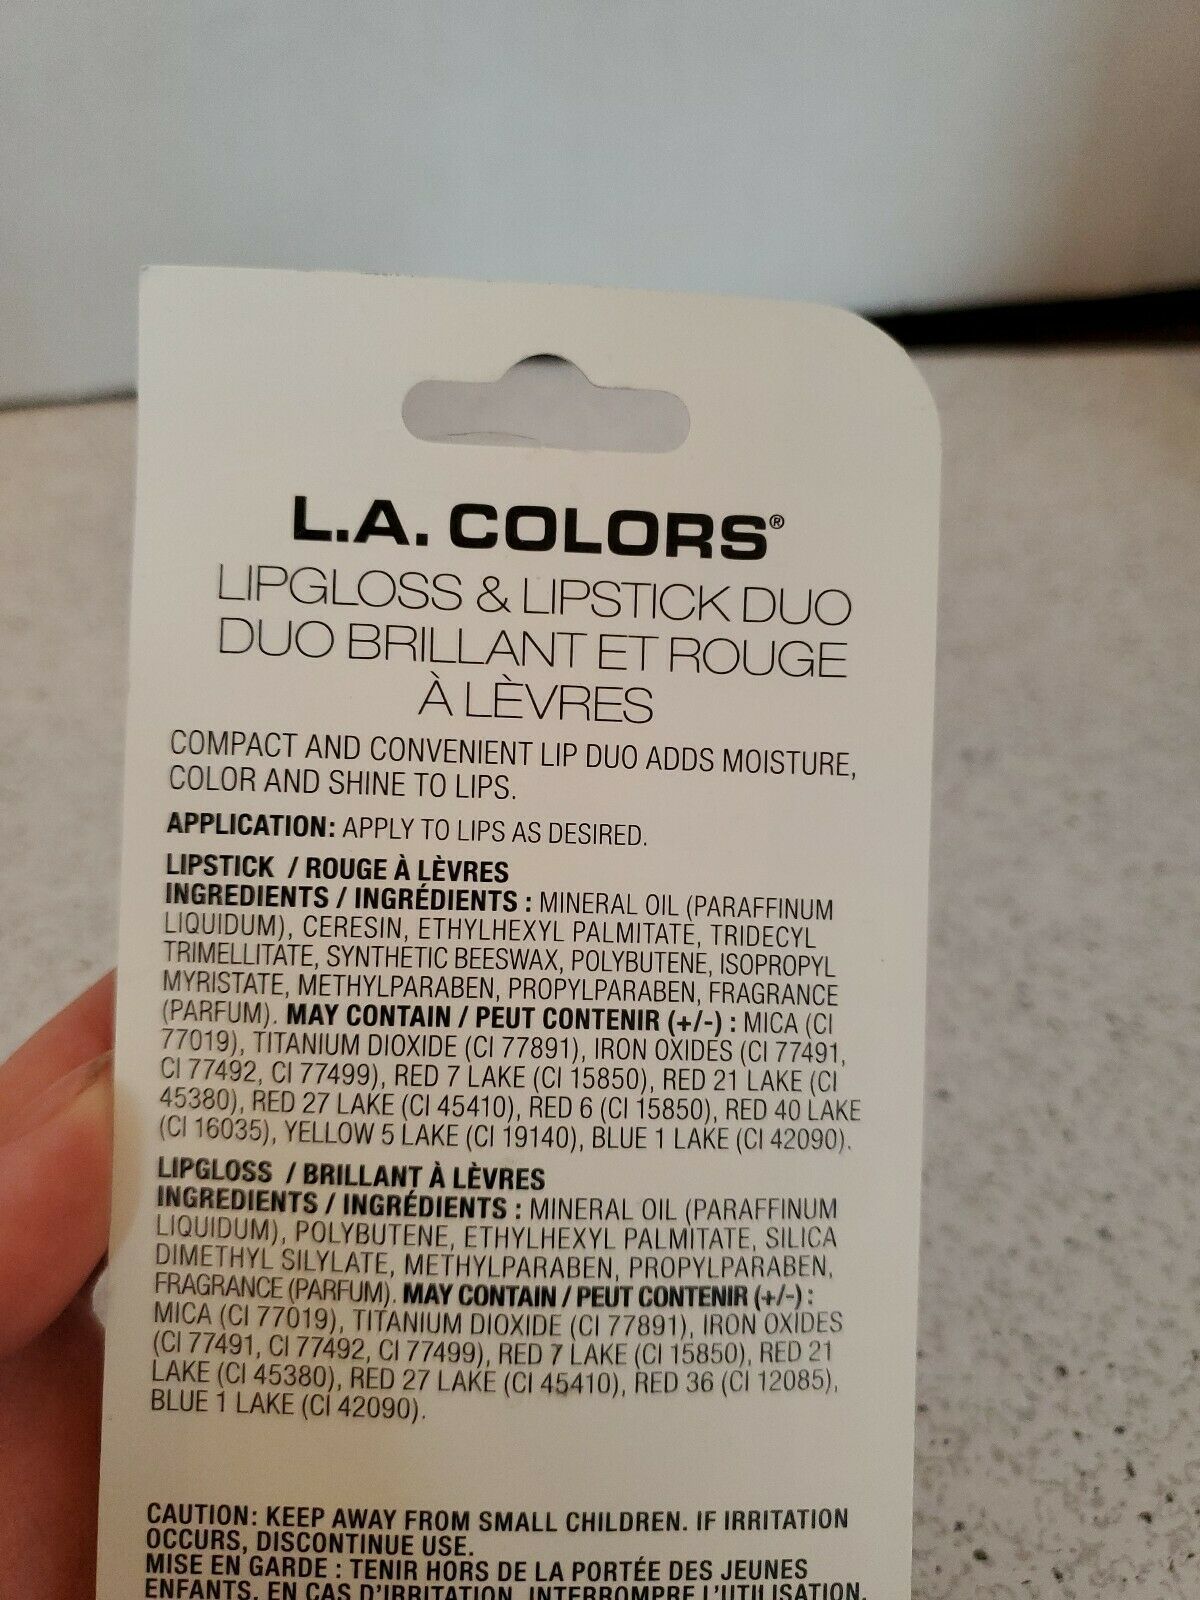 L.A. COLORS®
LIPGLOSS & LIPSTICK DUO
DUO BRILLANT ET ROUGE
À LÈVRES
COMPACT AND CONVENIENT LIP DUO ADDS MOISTURE,
COLOR AND SHINE TO LIPS.
APPLICATION: APPLY TO LIPS AS DESIRED.
LIPSTICK / ROUGE À LÈVRES
INGREDIENTS / INGRÉDIENTS : MINERAL OIL (PARAFFINUM
LIQUIDUM), CERESIN, ETHYLHEXYL PALMITATE, TRIDECYL
TRIMELLITATE, SYNTHETIC BEESWAX, POLYBUTENE, ISOPROPYL
MYRISTATE, METHYLPARABEN, PROPYLPARABEN, FRAGRANCE
(PARFUM). MAY CONTAIN / PEUT CONTENIR (+/-) : MICA (CI
77019), TITANIUM DIOXIDE (CI 77891), IRON OXIDES (CI 77491,
CI 77492, CI 77499), RED 7 LAKE (CI 15850), RED 21 LAKE (CI
45380), RED 27 LAKE (CI 45410), RED 6 (CI 15850), RED 40 LAKE
(CI 16035), YELLOW 5 LAKE (CI 19140), BLUE 1 LAKE (CI 42090).
LIPGLOSS / BRILLANT À LÈVRES
INGREDIENTS / INGRÉDIENTS : MINERAL OIL (PARAFFINUM
LIQUIDUM), POLYBUTENE, ETHYLHEXYL PALMITATE, SILICA
DIMETHYL SILYLATE, METHYLPARABEN, PROPYLPARABEN,
FRAGRANCE (PARFUM). MAY CONTAIN / PEUT CONTENIR (+/-) :
MICA (CI 77019), TITANIUM DIOXIDE (CI 77891), IRON OXIDES
(CI 77491, CI 77492, CI 77499), RED 7 LAKE (CI 15850), RED 21
LAKE (CI 45380), RED 27 LAKE (CI 45410), RED 36 (CI 12085),
BLUE 1 LAKE (CI 42090).
CAUTION: KEEP AWAY FROM SMALL CHILDREN. IF IRRITATION
OCCURS, DISCONTINUE USE.
MISE EN GARDE : TENIR HORS DE LA PORTÉE DES JEUNES
ENFANTS. EN CAS D'IRRITATION, INTERROMPRE L'UTILISATION.